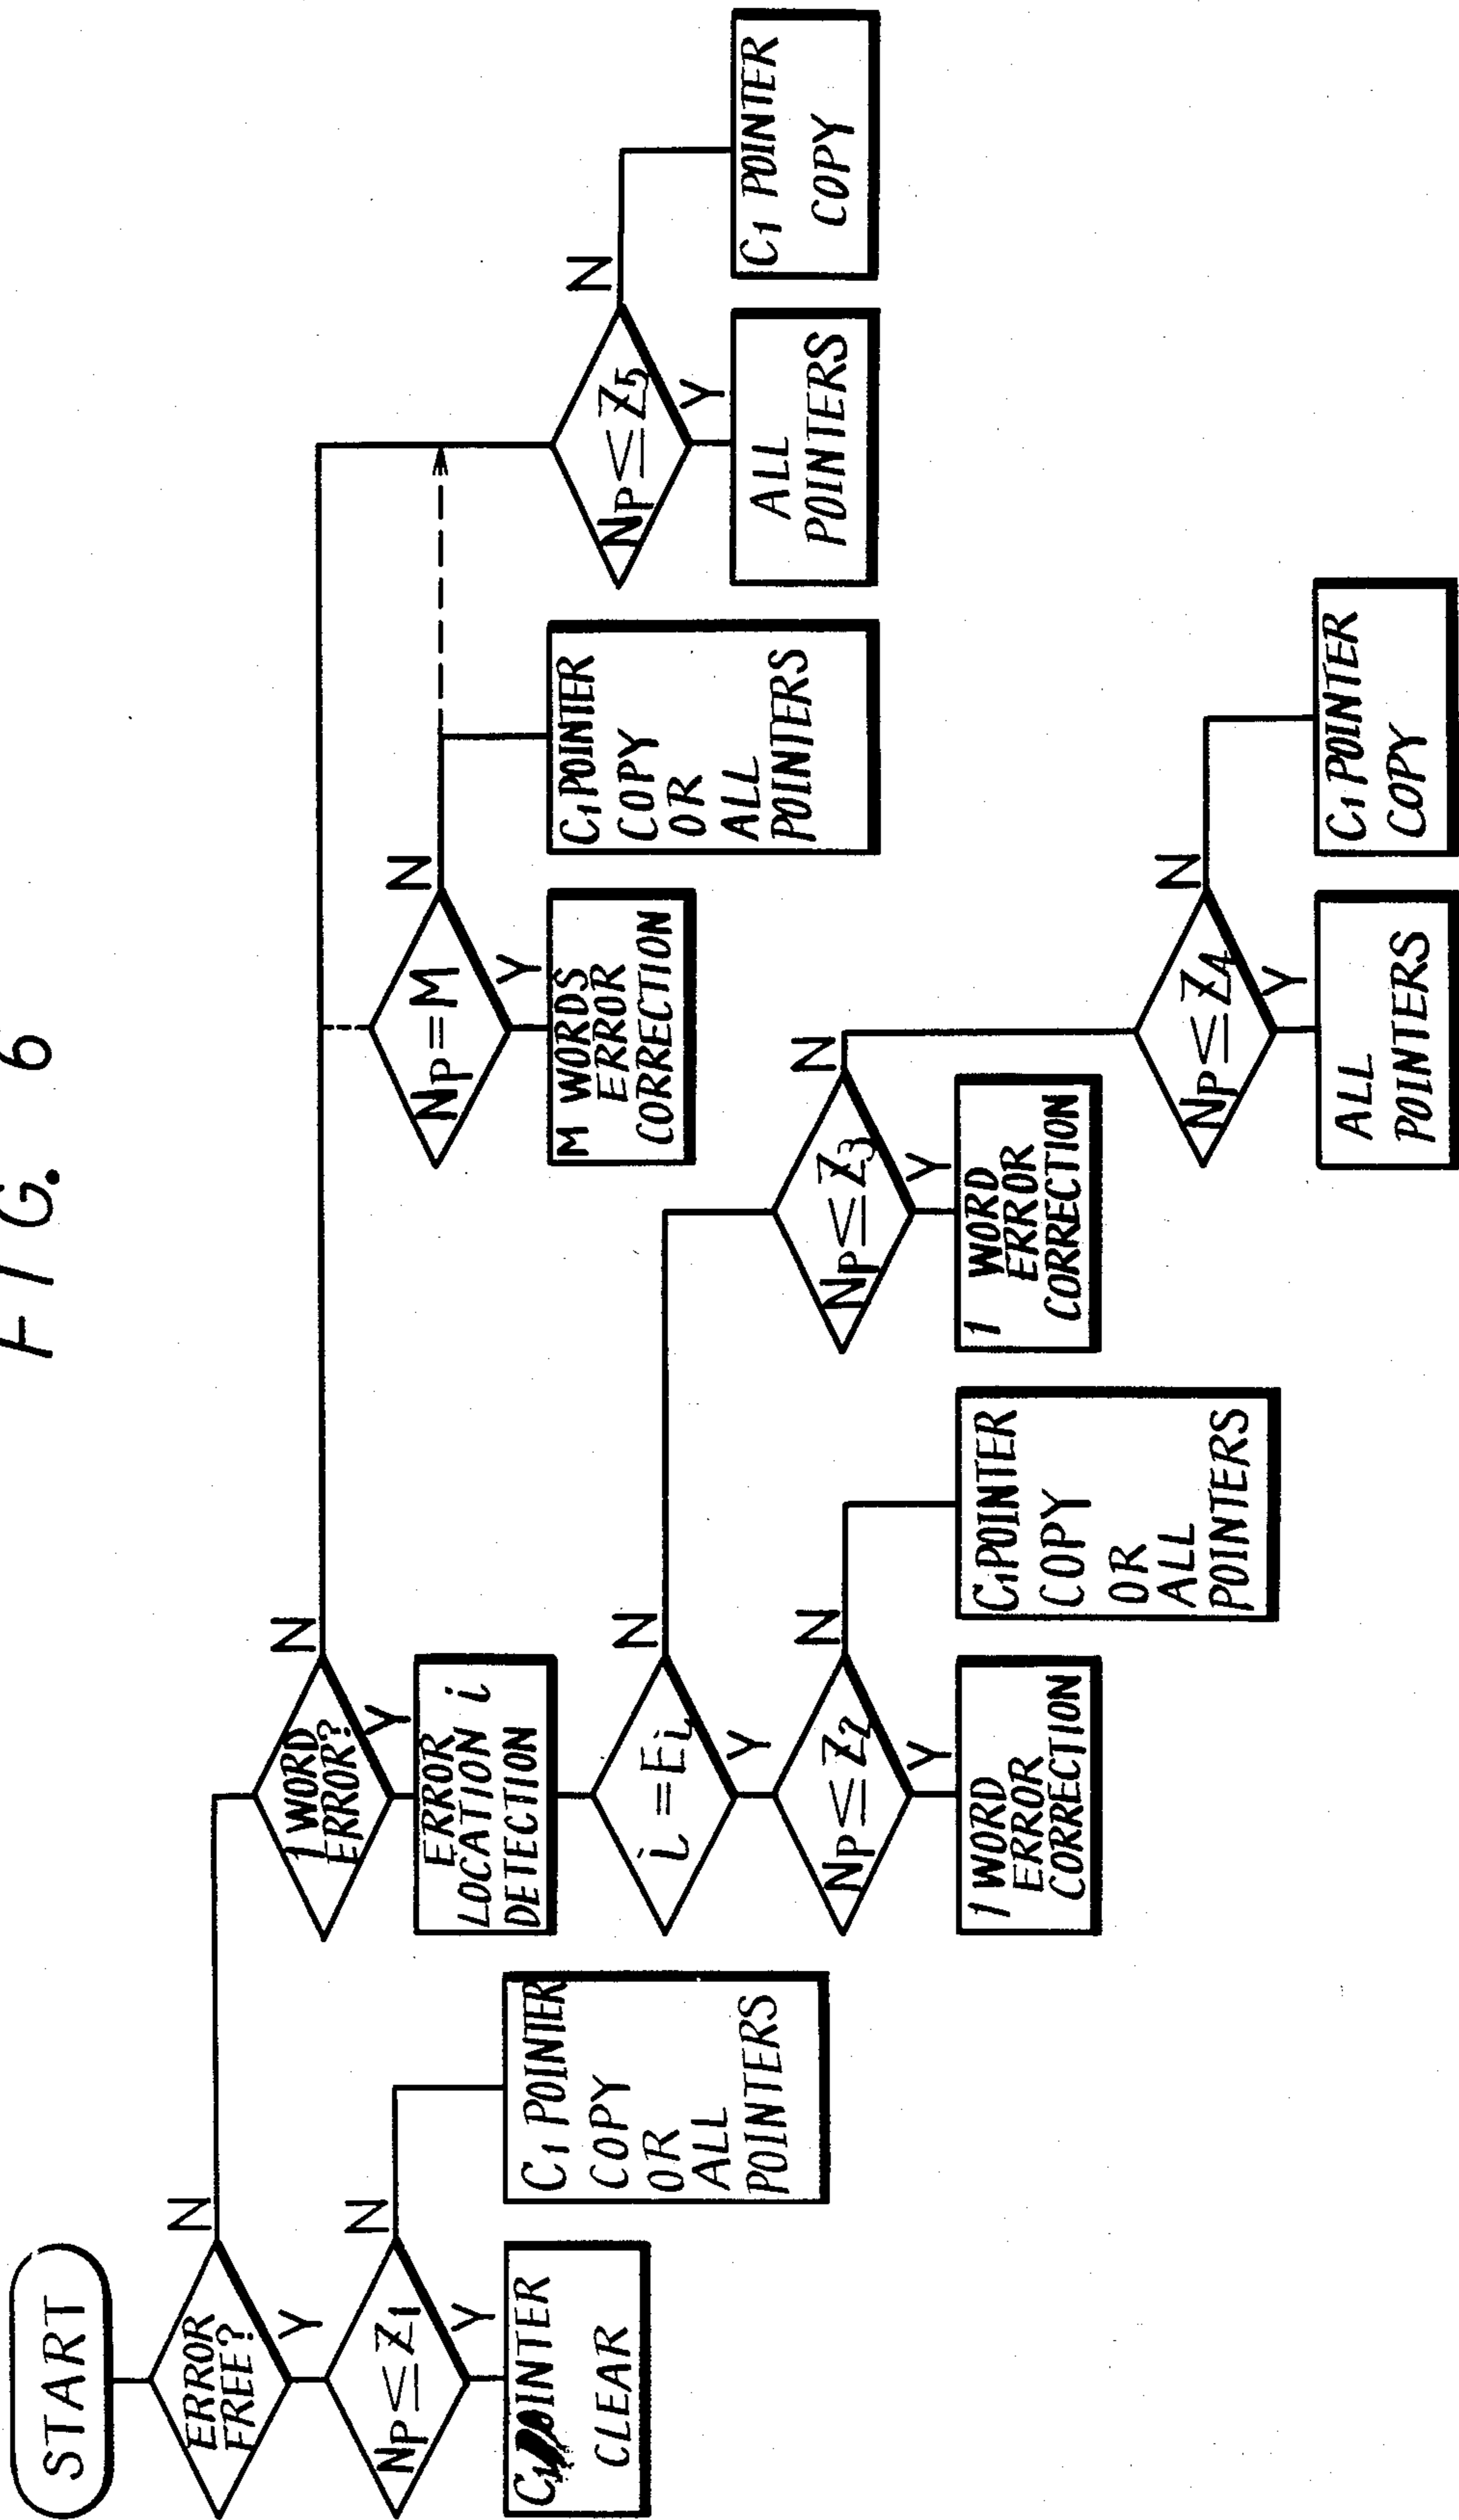 FIG. 6
START
ERROR
FREE?
N
Y
NP≤Z1
N
Y
C1 POINTER
CLEAR
C1 POINTER
COPY
OR
ALL
POINTERS
1 WORD
ERROR?
N
Y
ERROR
LOCATION i
DETECTION
i=Ei
N
Y
NP≤Z2
N
Y
1 WORD
ERROR
CORRECTION
C1 POINTER
COPY
OR
ALL
POINTERS
NP≤Z3
N
Y
1 WORD
ERROR
CORRECTION
NP≤Z4
N
Y
ALL
POINTERS
C1 POINTER
COPY
NP=M
N
Y
M WORDS
ERROR
CORRECTION
C1 POINTER
COPY
OR
ALL
POINTERS
NP≤Z5
N
Y
ALL
POINTERS
C1 POINTER
COPY